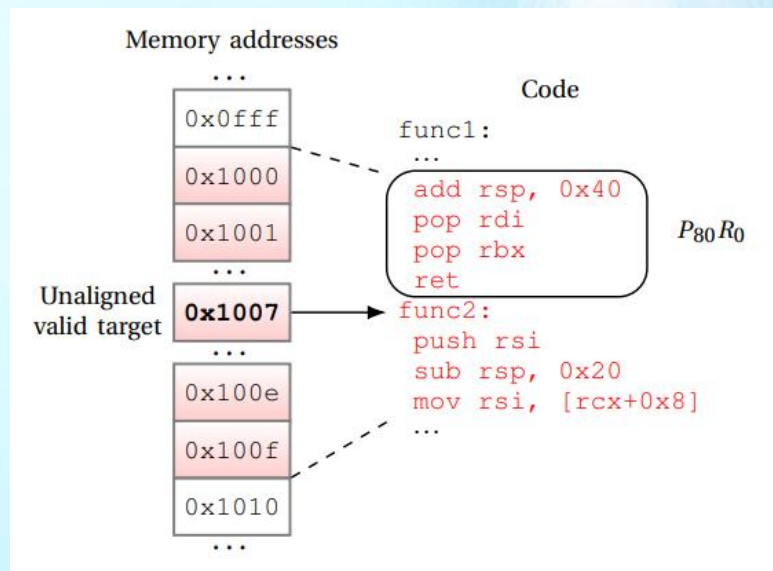 Memory addresses
...
0x0fff
0x1000
0x1001
...
Unaligned
valid target
0x1007
...
0x100e
0x100f
0x1010
...
Code
func1:
...
add rsp, 0x40
pop rdi
pop rbx
ret
P80R0
func2:
push rsi
sub rsp, 0x20
mov rsi, [rcx+0x8]
...